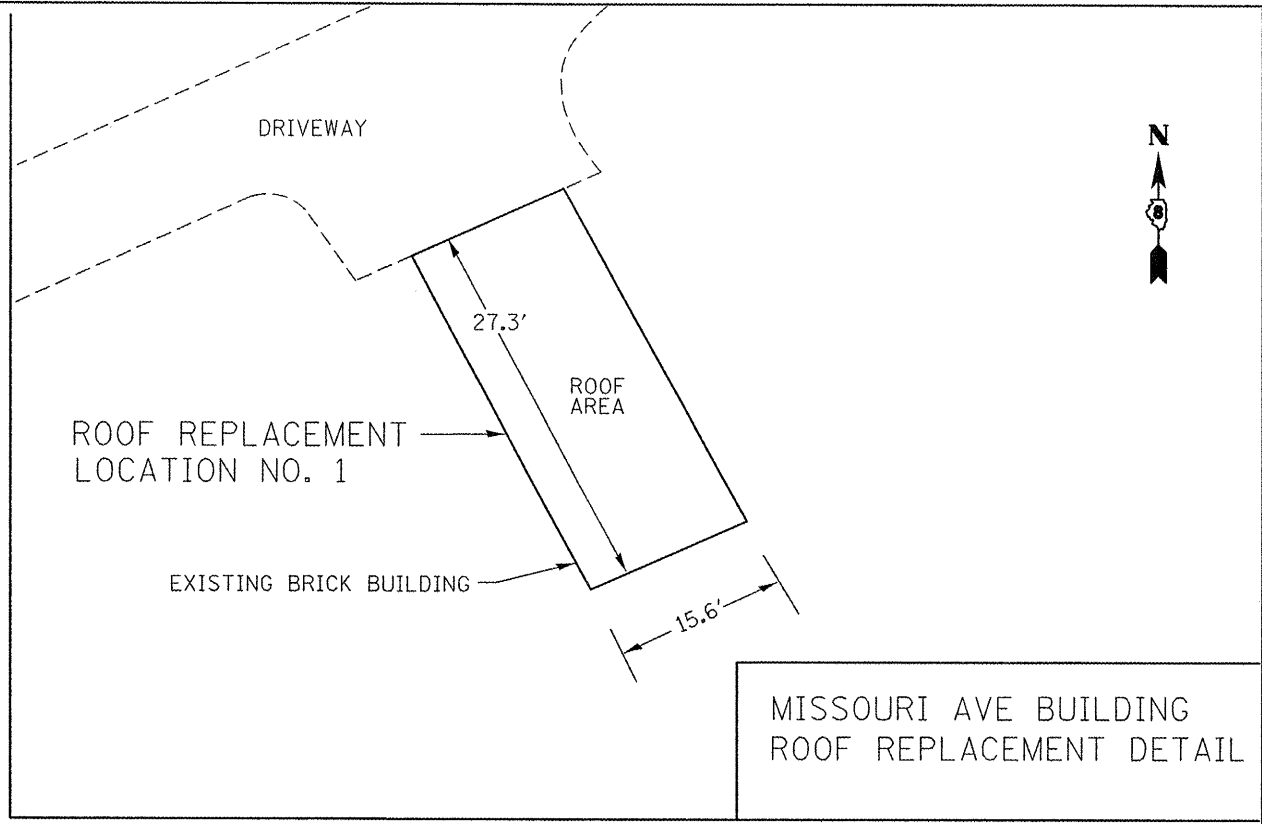 DRIVEWAY
N
8
27.3'
ROOF
AREA
ROOF REPLACEMENT
LOCATION NO. 1
EXISTING BRICK BUILDING
15.6'
MISSOURI AVE BUILDING
ROOF REPLACEMENT DETAIL